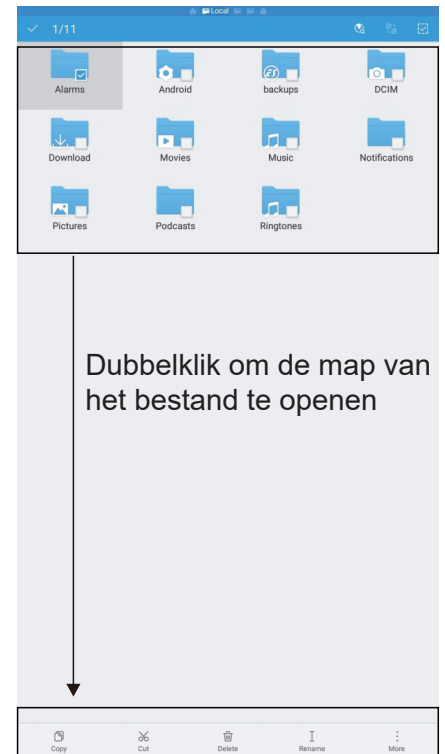 Local
1/11
Alarms Android backups DCIM
Download Movies Music Notifications
Pictures Podcasts Ringtones
Dubbelklik om de map van
het bestand te openen
Copy Cut Delete Rename More